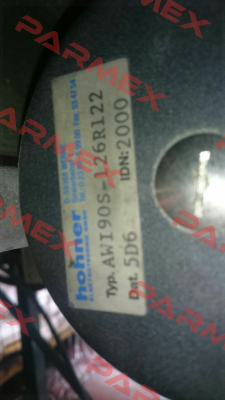 PARMEX
PARMEX
PARMEX
PARMEX
hohner
Typ. AWI90S-126R122
Dat. 5D6
IDN: 2000